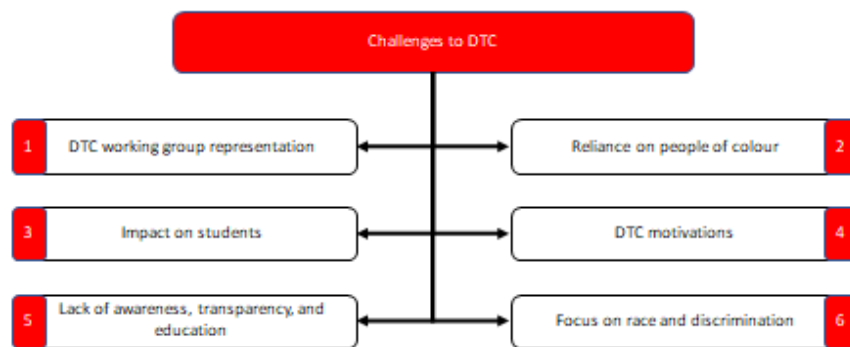 Challenges to DTC
1
DTC working group representation
Reliance on people of colour
2
3
Impact on students
DTC motivations
4
5
Lack of awareness, transparency, and
education
Focus on race and discrimination
6